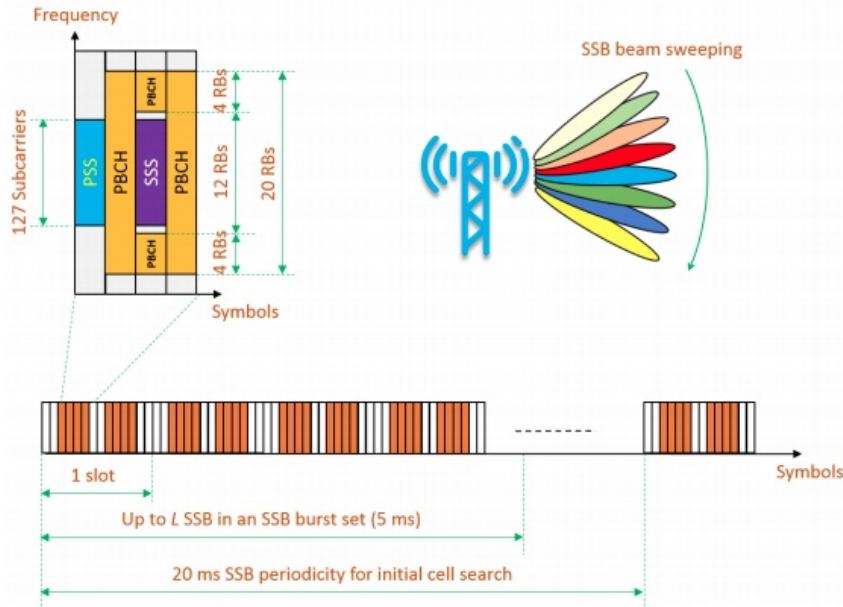 Frequency
SSB beam sweeping
127 Subcarriers
PSS
PBCH
PBCH
SSS
PBCH
PBCH
4 RBs
12 RBs
4 RBs
20 RBs
Symbols
Symbols
1 slot
Up to L SSB in an SSB burst set (5 ms)
20 ms SSB periodicity for initial cell search